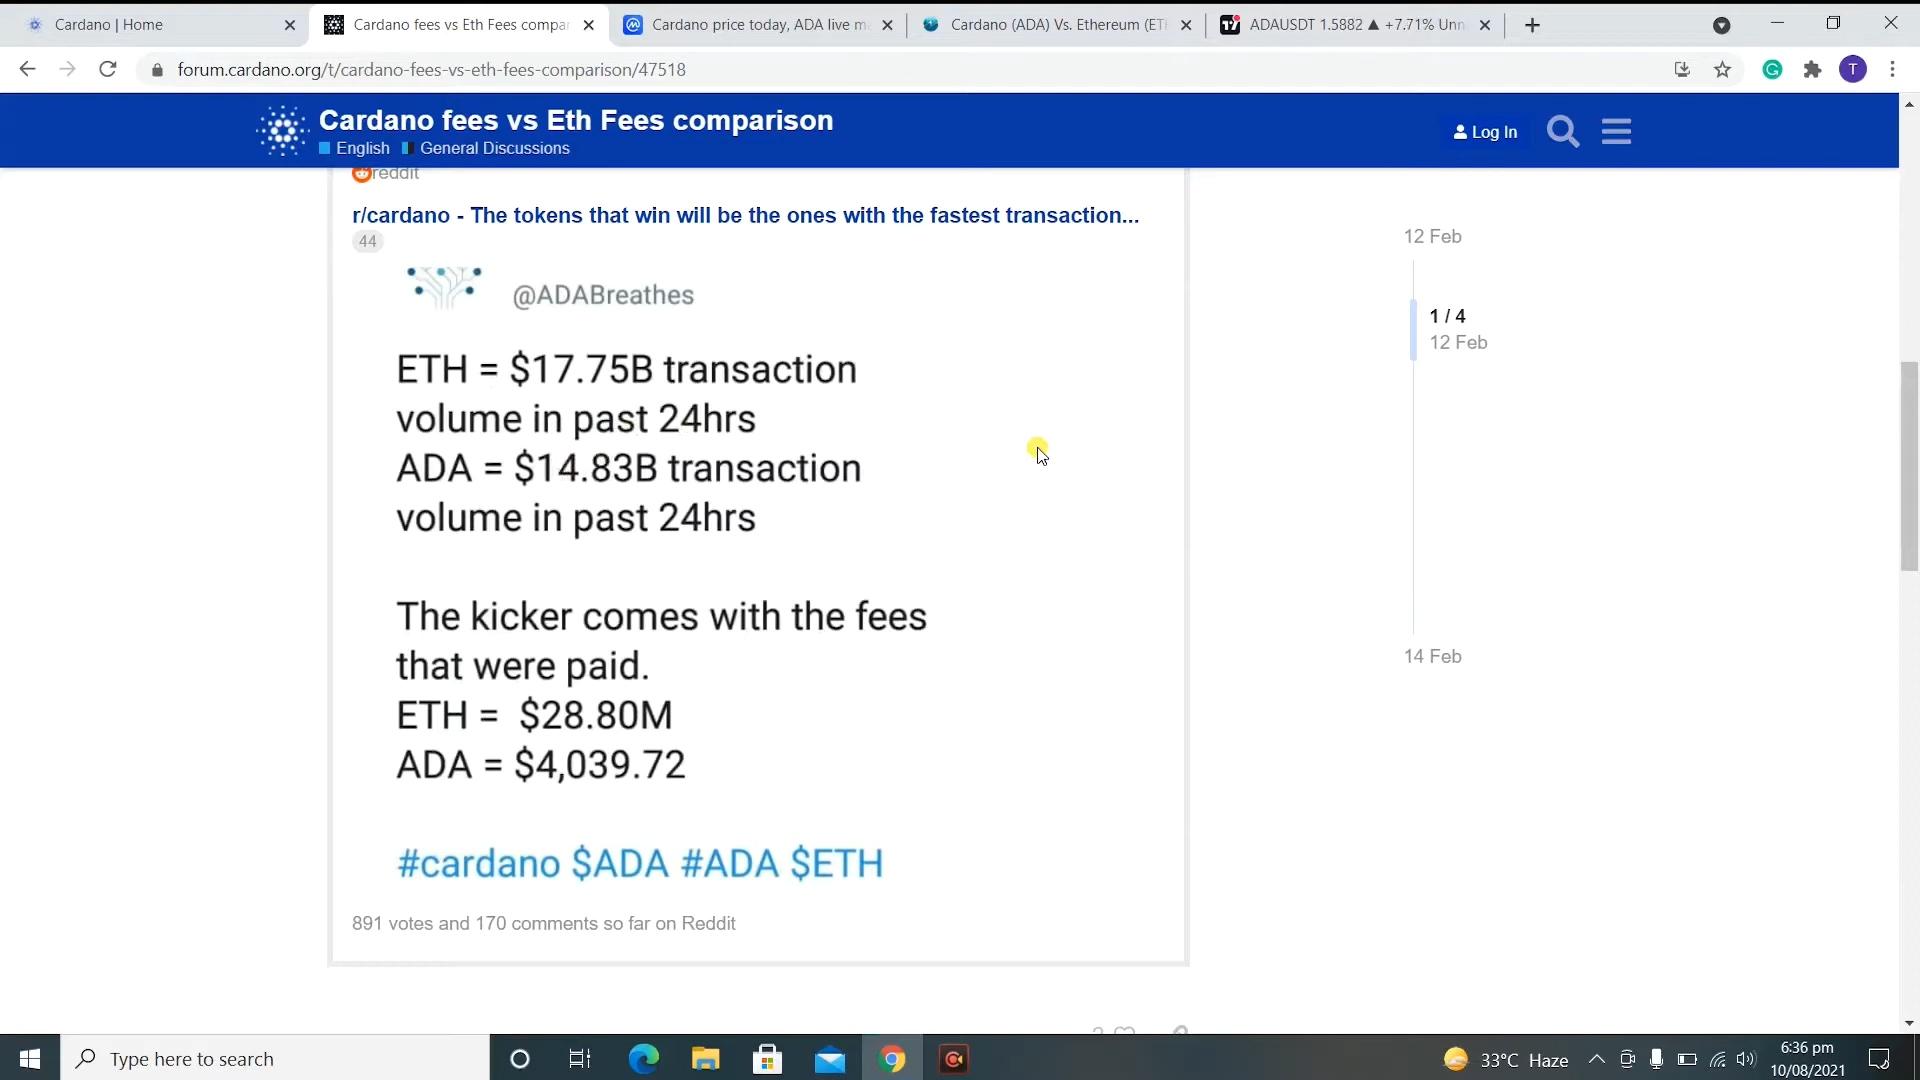 Cardano | Home
Cardano fees vs Eth Fees compar
Cardano price today, ADA live ma
Cardano (ADA) Vs. Ethereum (ETH
ADAUSDT 1.5882 ▲ +7.71% Unn
forum.cardano.org/t/cardano-fees-vs-eth-fees-comparison/47518
T
Cardano fees vs Eth Fees comparison
English General Discussions
Log In
reddit
r/cardano - The tokens that win will be the ones with the fastest transaction...
44
@ADABreathes
ETH = $17.75B transaction
volume in past 24hrs
ADA = $14.83B transaction
volume in past 24hrs
The kicker comes with the fees
that were paid.
ETH = $28.80M
ADA = $4,039.72
#cardano $ADA #ADA $ETH
891 votes and 170 comments so far on Reddit
12 Feb
1 / 4
12 Feb
14 Feb
Type here to search
33°C Haze
6:36 pm
10/08/2021